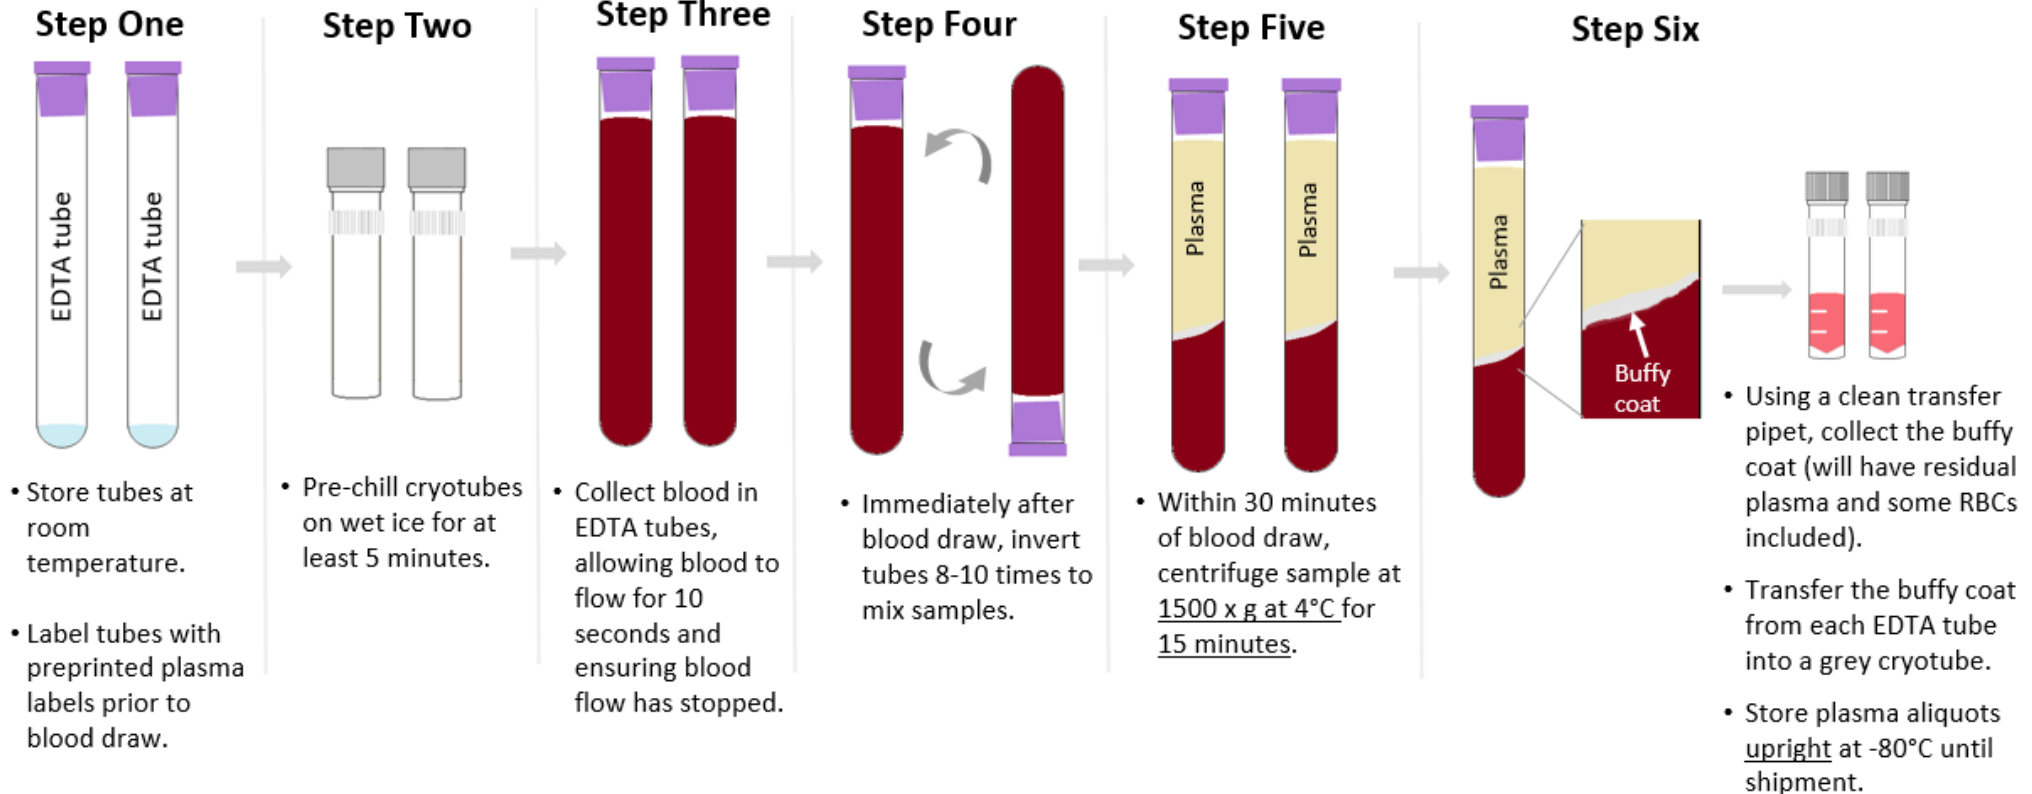 Step One
EDTA tube
EDTA tube
• Store tubes at
room
temperature.
• Label tubes with
preprinted plasma
labels prior to
blood draw.
Step Two
• Pre-chill cryotubes
on wet ice for at
least 5 minutes.
Step Three
• Collect blood in
EDTA tubes,
allowing blood to
flow for 10
seconds and
ensuring blood
flow has stopped.
Step Four
• Immediately after
blood draw, invert
tubes 8-10 times to
mix samples.
Step Five
Plasma
Plasma
• Within 30 minutes
of blood draw,
centrifuge sample at
1500 x g at 4°C for
15 minutes.
Step Six
Plasma
Buffy
coat
• Using a clean transfer
pipet, collect the buffy
coat (will have residual
plasma and some RBCs
included).
• Transfer the buffy coat
from each EDTA tube
into a grey cryotube.
• Store plasma aliquots
upright at -80°C until
shipment.